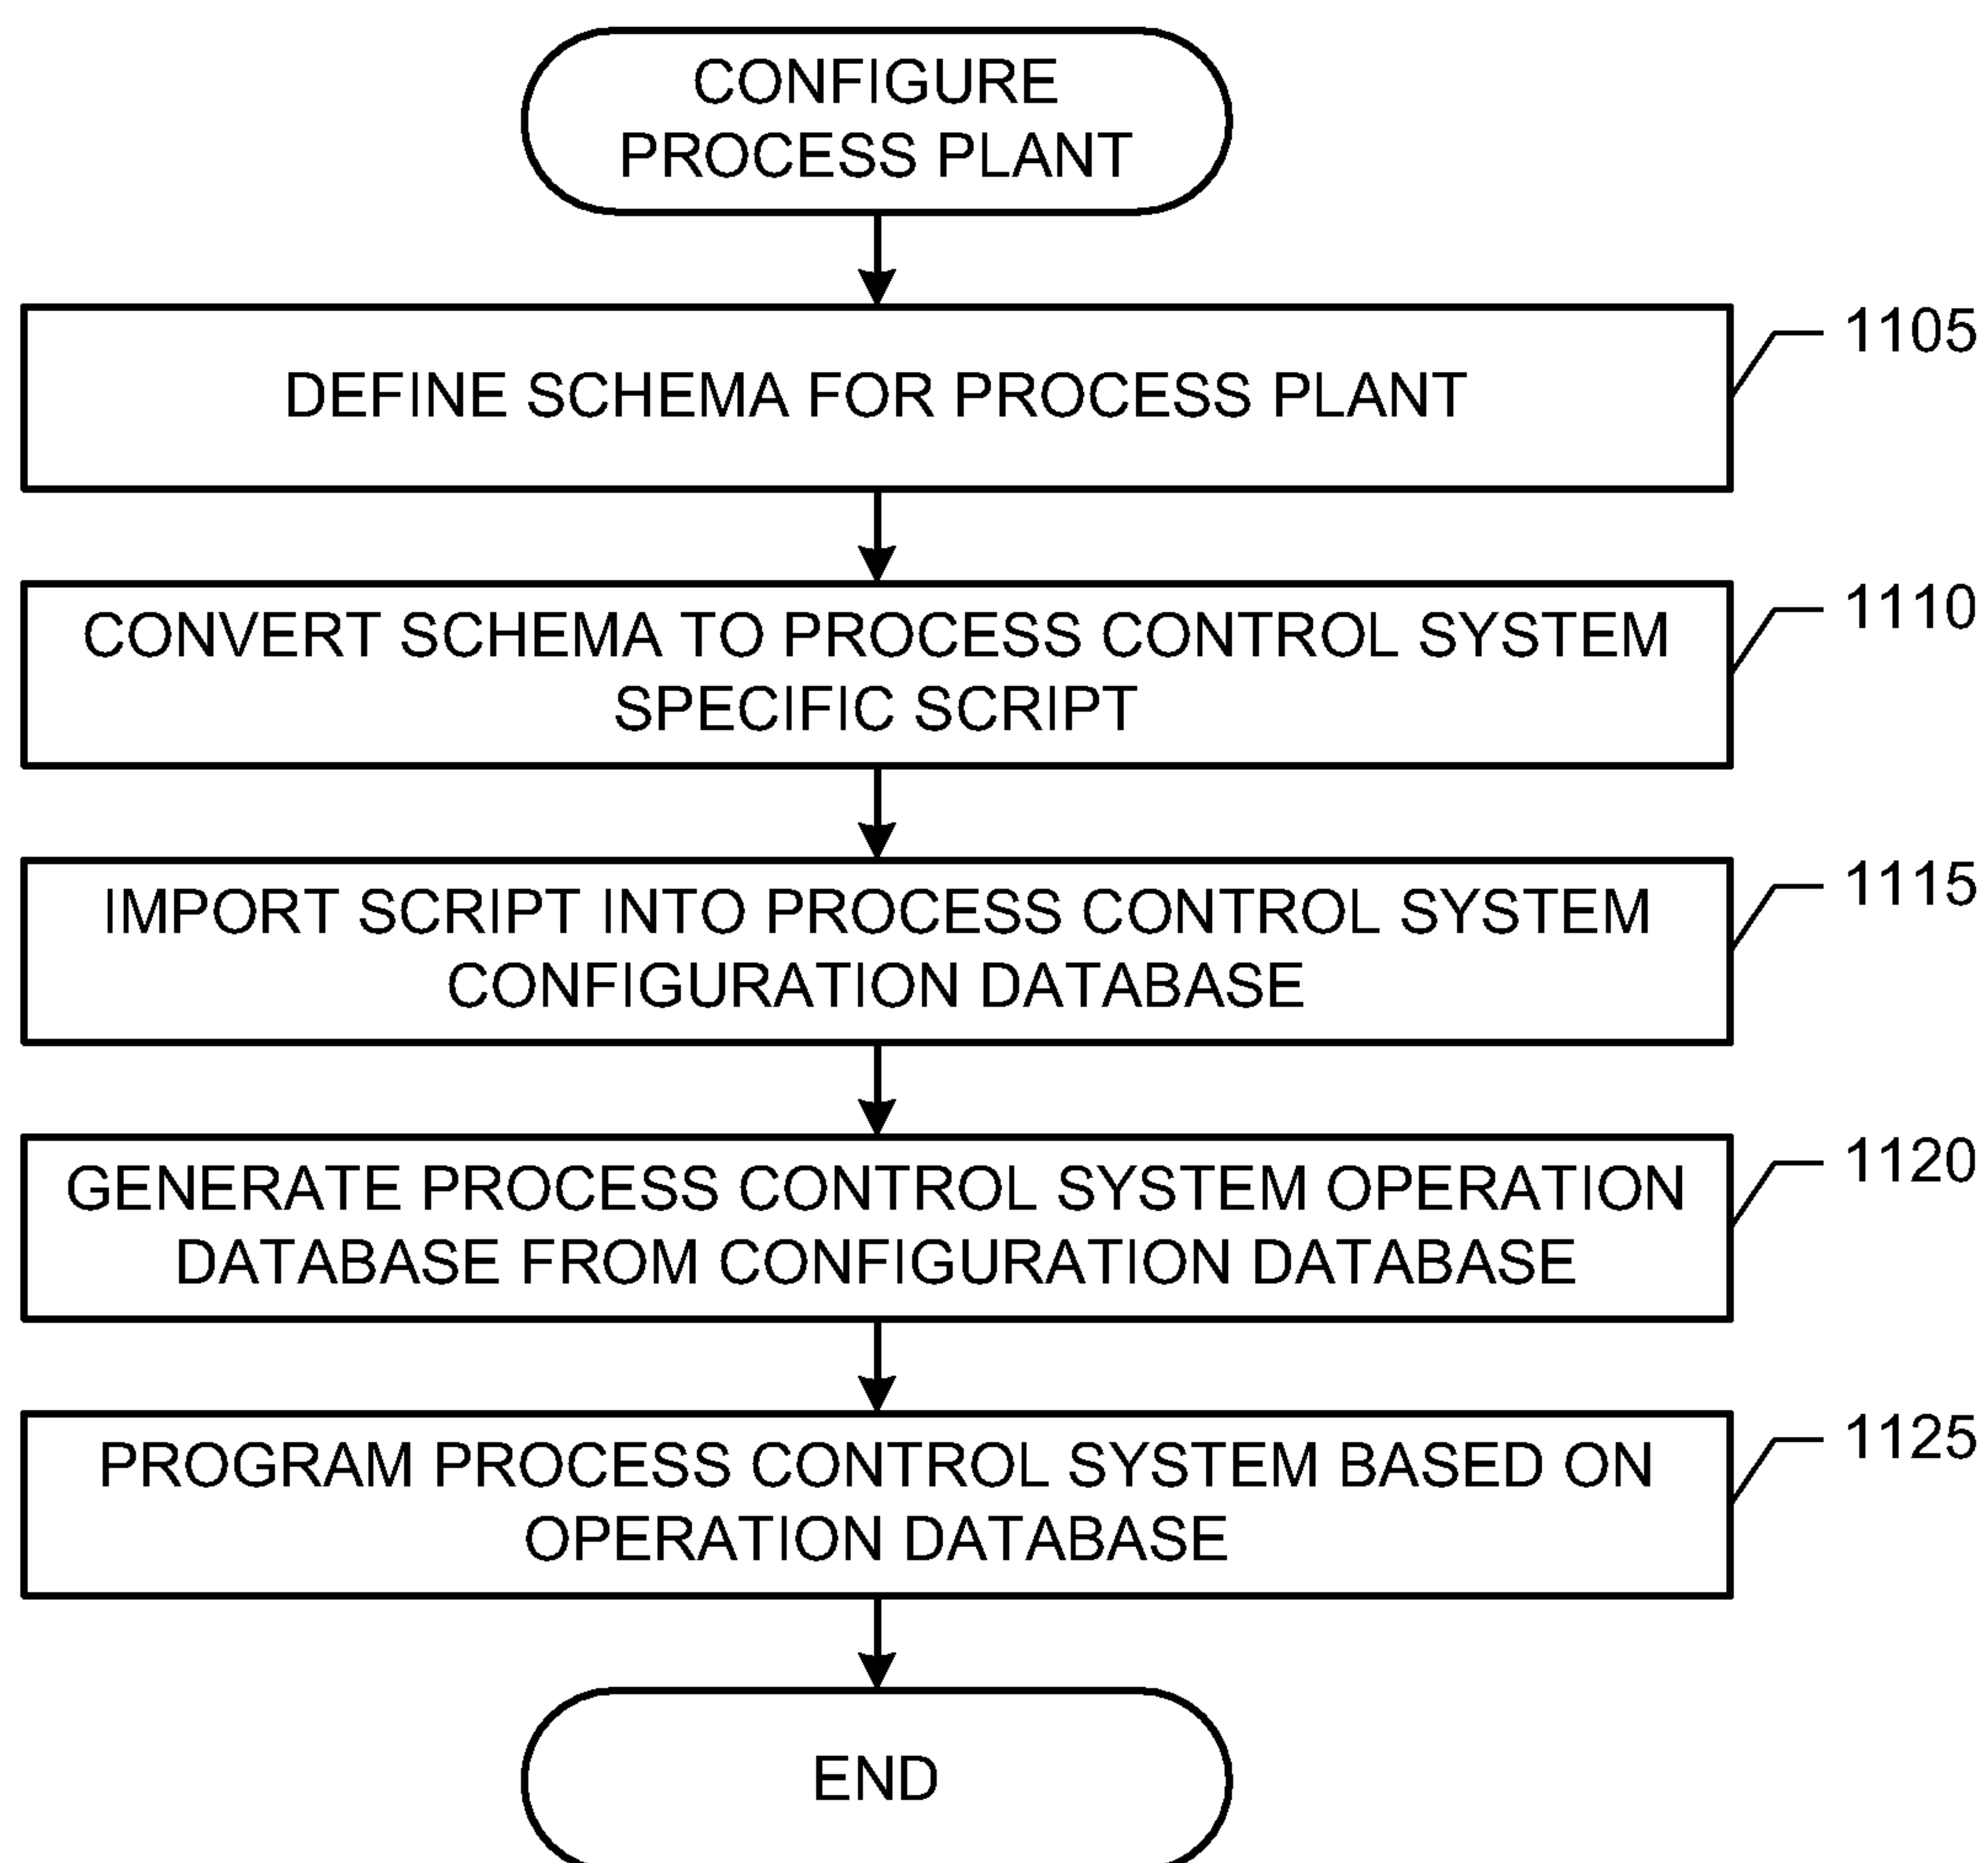 CONFIGURE
PROCESS PLANT
1105
DEFINE SCHEMA FOR PROCESS PLANT
1110
CONVERT SCHEMA TO PROCESS CONTROL SYSTEM
SPECIFIC SCRIPT
1115
IMPORT SCRIPT INTO PROCESS CONTROL SYSTEM
CONFIGURATION DATABASE
1120
GENERATE PROCESS CONTROL SYSTEM OPERATION
DATABASE FROM CONFIGURATION DATABASE
1125
PROGRAM PROCESS CONTROL SYSTEM BASED ON
OPERATION DATABASE
END